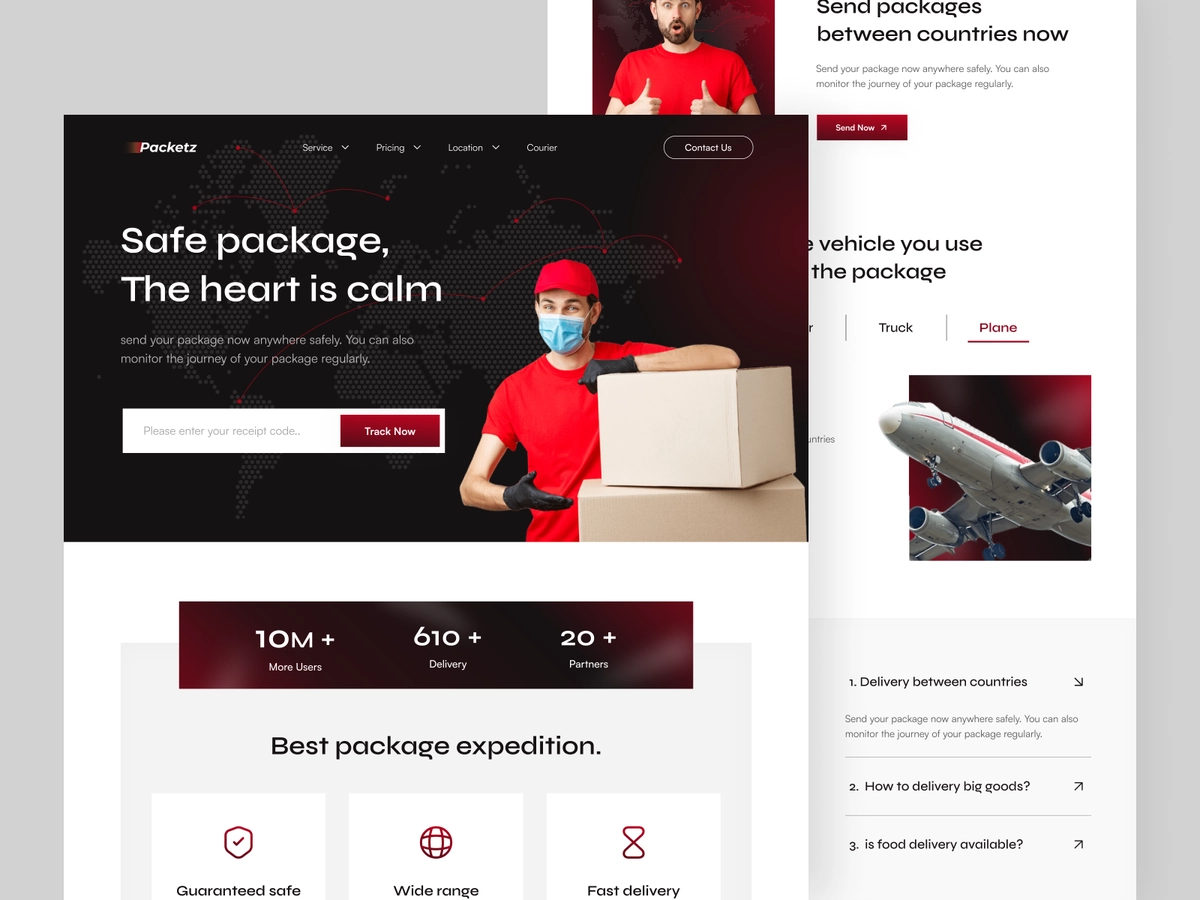 Packetz
Service
Pricing
Location
Courier
Contact Us
Safe package,
The heart is calm
send your package now anywhere safely. You can also
monitor the journey of your package regularly.
Please enter your receipt code..
Track Now
10M +
More Users
610 +
Delivery
20 +
Partners
Best package expedition.
Guaranteed safe
Wide range
Fast delivery
Send packages
between countries now
Send your package now anywhere safely. You can also
monitor the journey of your package regularly.
Send Now
vehicle you use
the package
Truck
Plane
1. Delivery between countries
Send your package now anywhere safely. You can also
monitor the journey of your package regularly.
2. How to delivery big goods?
3. is food delivery available?